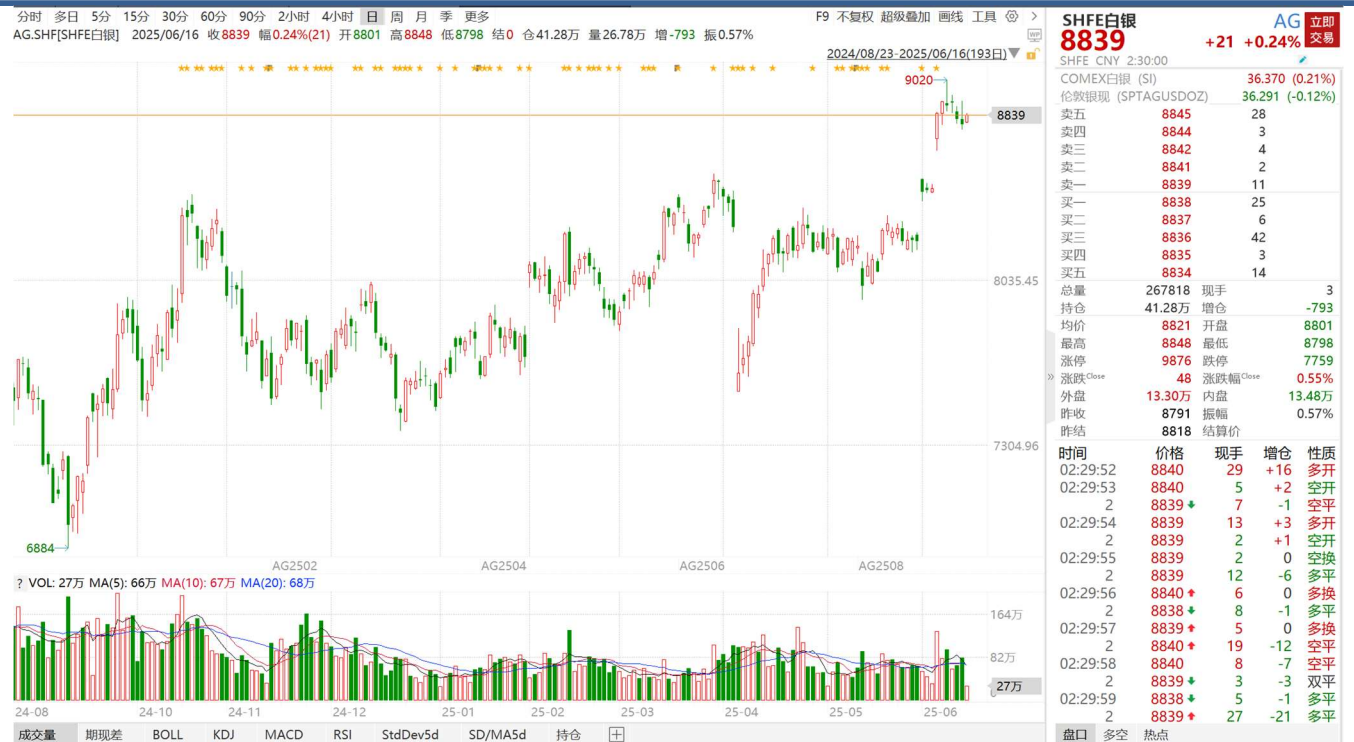 分时 多日 5分 15分 30分 60分 90分 2小时 4小时 日 周 月 季 更多 F9 不复权 超级叠加 画线 工具
AG.SHF[SHFE白银] 2025/06/16 收8839 幅0.24%(21) 开8801 高8848 低8798 结0 仓41.28万 量26.78万 增-793 振0.57%
2024/08/23-2025/06/16(193日)
9020
8839
8035.45
7304.96
6884
AG2502 AG2504 AG2506 AG2508
? VOL: 27万 MA(5): 66万 MA(10): 67万 MA(20): 68万
164万
82万
27万
24-08 24-10 24-11 24-12 25-01 25-02 25-03 25-04 25-05 25-06
成交量 期现差 BOLL KDJ MACD RSI StdDev5d SD/MA5d 持仓
SHFE白银 AG 立即交易
8839 +21 +0.24%
SHFE CNY 2:30:00
COMEX白银 (SI) 36.370 (0.21%)
伦敦银现 (SPTAGUSDOZ) 36.291 (-0.12%)
卖五 8845 28
卖四 8844 3
卖三 8842 4
卖二 8841 2
卖一 8839 11
买一 8838 25
买二 8837 6
买三 8836 42
买四 8835 3
买五 8834 14
总量 267818 现手 3
持仓 41.28万 增仓 -793
均价 8821 开盘 8801
最高 8848 最低 8798
涨停 9876 跌停 7759
涨跌Close 48 涨跌幅Close 0.55%
外盘 13.30万 内盘 13.48万
昨收 8791 振幅 0.57%
昨结 8818 结算价
时间 价格 现手 增仓 性质
02:29:52 8840 29 +16 多开
02:29:53 8840 5 +2 空开
2 8839 7 -1 空平
02:29:54 8839 13 +3 多开
2 8839 2 +1 空开
02:29:55 8839 2 0 空换
2 8839 12 -6 多平
02:29:56 8840 6 0 多换
2 8838 8 -1 多平
02:29:57 8839 5 0 多换
2 8840 19 -12 空平
02:29:58 8840 8 -7 空平
2 8839 3 -3 双平
02:29:59 8838 5 -1 多平
2 8839 27 -21 多平
盘口 多空 热点